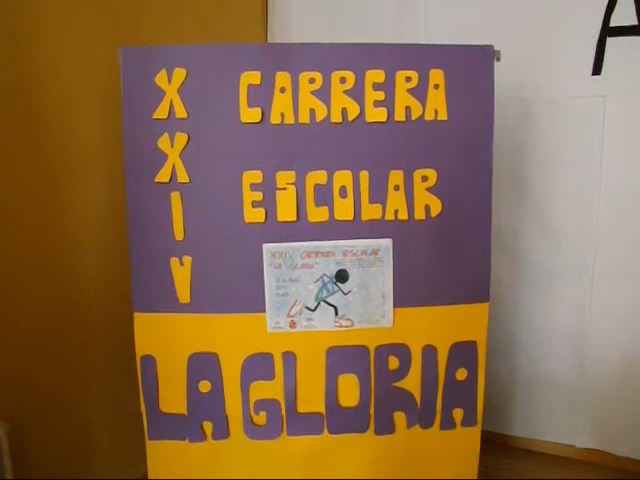 XXIV
CARRERA
ESCOLAR
XXIV CARRERA ESCOLAR
"LA GLORIA"
LA GLORIA
A